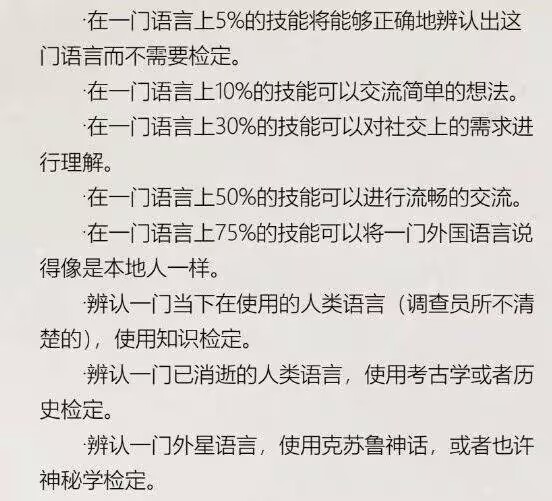 ·在一门语言上5%的技能将能够正确地辨认出这
门语言而不需要检定。
·在一门语言上10%的技能可以交流简单的想法。
·在一门语言上30%的技能可以对社交上的需求进
行理解。
·在一门语言上50%的技能可以进行流畅的交流。
·在一门语言上75%的技能可以将一门外国语言说
得像是本地人一样。
·辨认一门当下在使用的人类语言（调查员所不清
楚的），使用知识检定。
·辨认一门已消逝的人类语言，使用考古学或者历
史检定。
·辨认一门外星语言，使用克苏鲁神话，或者也许
神秘学检定。